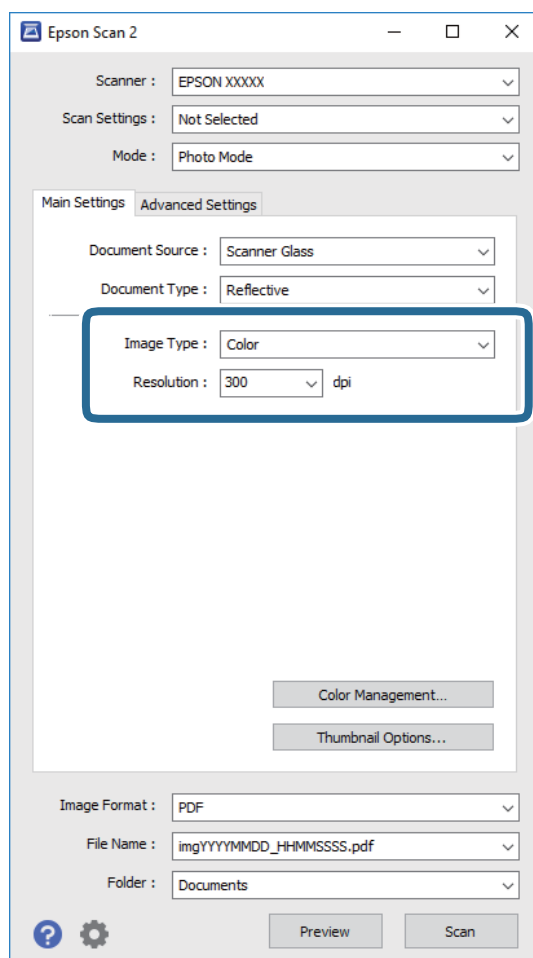 Epson Scan 2
Scanner : EPSON XXXXX
Scan Settings : Not Selected
Mode : Photo Mode
Main Settings Advanced Settings
Document Source : Scanner Glass
Document Type : Reflective
Image Type : Color
Resolution : 300 dpi
Color Management...
Thumbnail Options...
Image Format : PDF
File Name : imgYYYYMMDD_HHMMSSSS.pdf
Folder : Documents
? Preview Scan